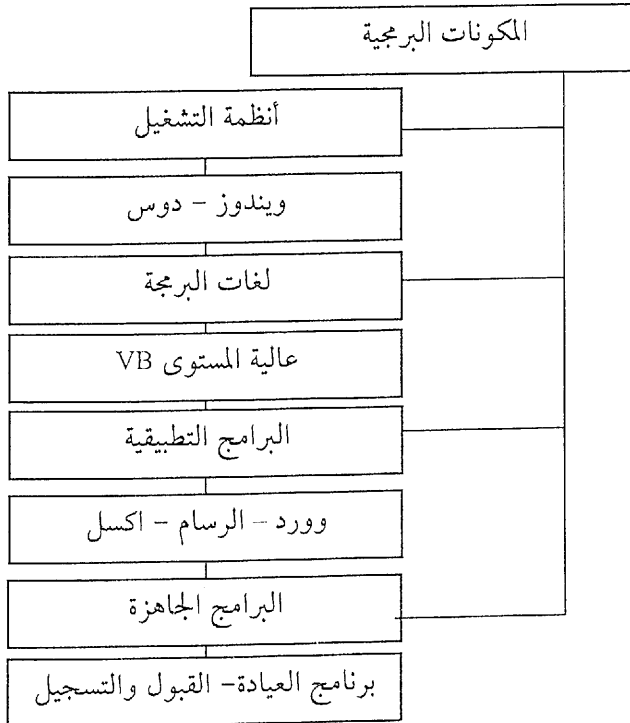 المكونات البرمجية
أنظمة التشغيل
ويندوز – دوس
لغات البرمجة
عالية المستوى VB
البرامج التطبيقية
وورد – الرسام – اكسل
البرامج الجاهزة
برنامج العيادة– القبول والتسجيل